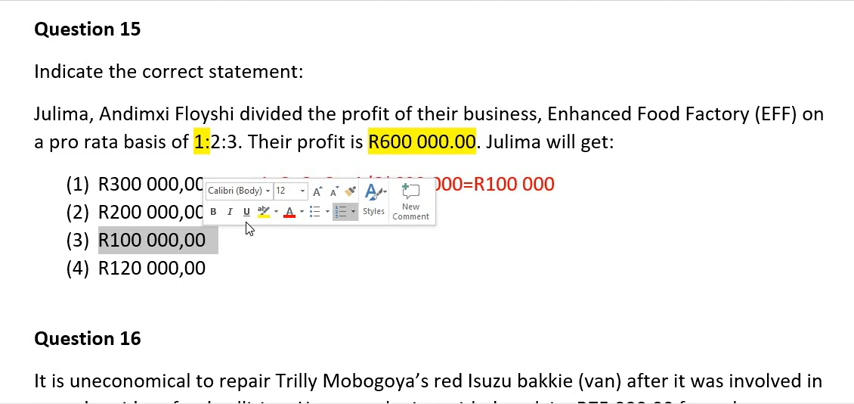 Question 15
Indicate the correct statement:
Julima, Andimxi Floyshi divided the profit of their business, Enhanced Food Factory (EFF) on
a pro rata basis of 1:2:3. Their profit is R600 000.00. Julima will get:
(1) R300 000,00 000=R100 000
Calibri (Body) 12 A A A
(2) R200 000,00
B I U ab A Styles New
Comment
(3) R100 000,00
(4) R120 000,00
Question 16
It is uneconomical to repair Trilly Mobogoya's red Isuzu bakkie (van) after it was involved in